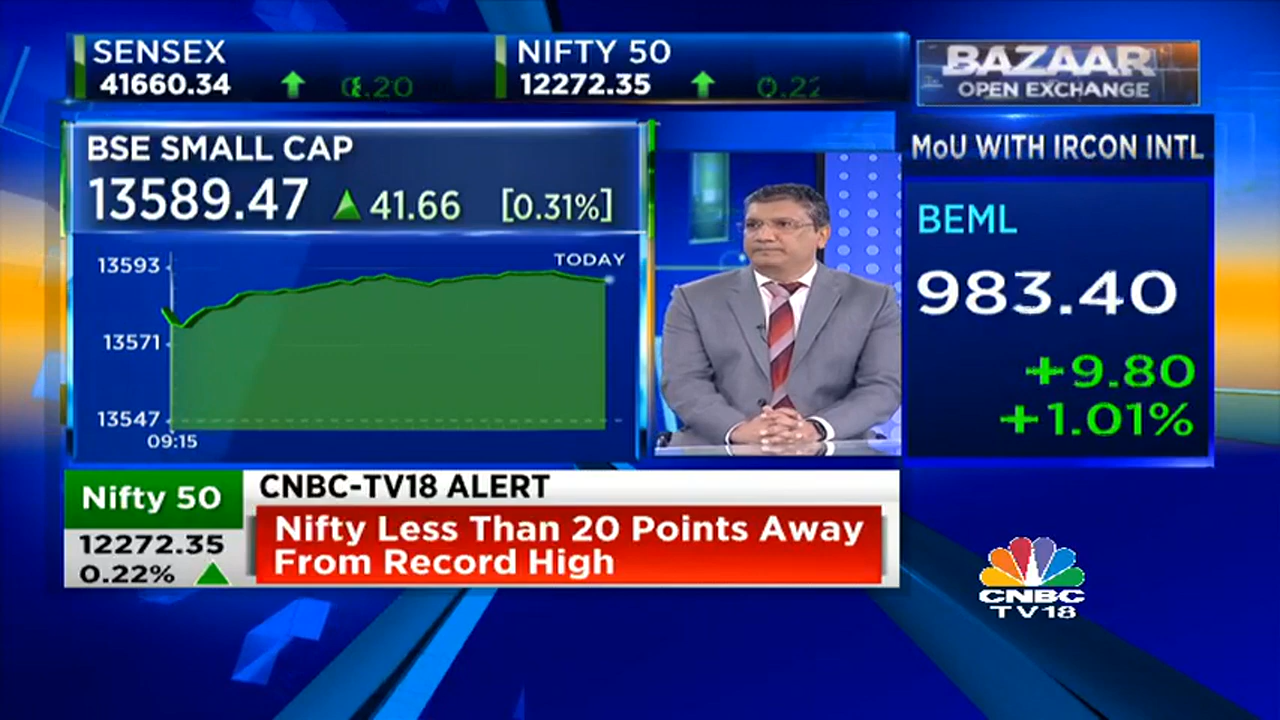 SENSEX
41660.34
NIFTY 50
12272.35
BAZAAR
OPEN EXCHANGE
BSE SMALL CAP
13589.47 41.66 [0.31%]
TODAY
13593
13571
13547
09:15
MoU WITH IRCON INTL
BEML
983.40
+9.80
+1.01%
Nifty 50
12272.35
0.22%
CNBC-TV18 ALERT
Nifty Less Than 20 Points Away
From Record High
CNBC
TV18